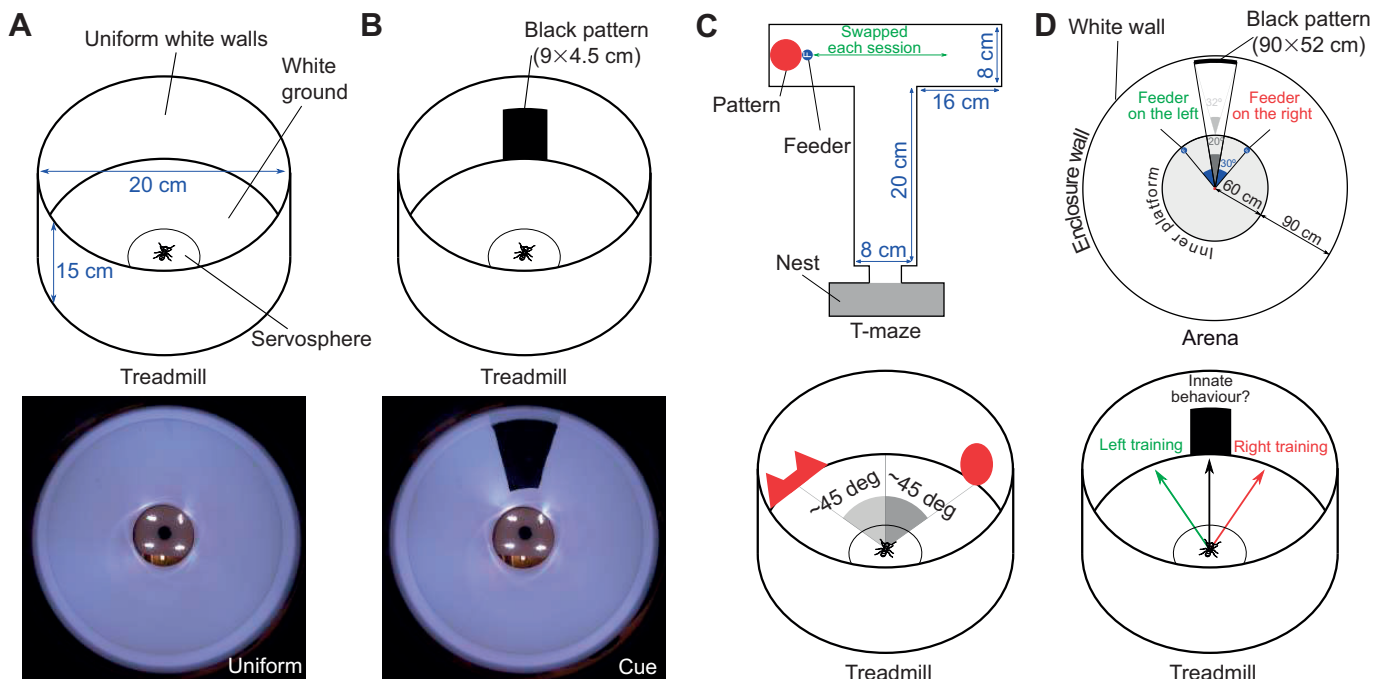 A
Uniform white walls
White
ground
20 cm
15 cm
Servosphere
Treadmill
Uniform
B
Black pattern
(9×4.5 cm)
Treadmill
Cue
C
Swapped
each session
8 cm
16 cm
Pattern
Feeder
20 cm
8 cm
Nest
T-maze
~45 deg
~45 deg
Treadmill
D
White wall
Black pattern
(90×52 cm)
Feeder
on the left
Feeder
on the right
32º
20º
30º
60 cm
90 cm
Enclosure wall
Inner platform
Arena
Innate
behaviour?
Left training
Right training
Treadmill